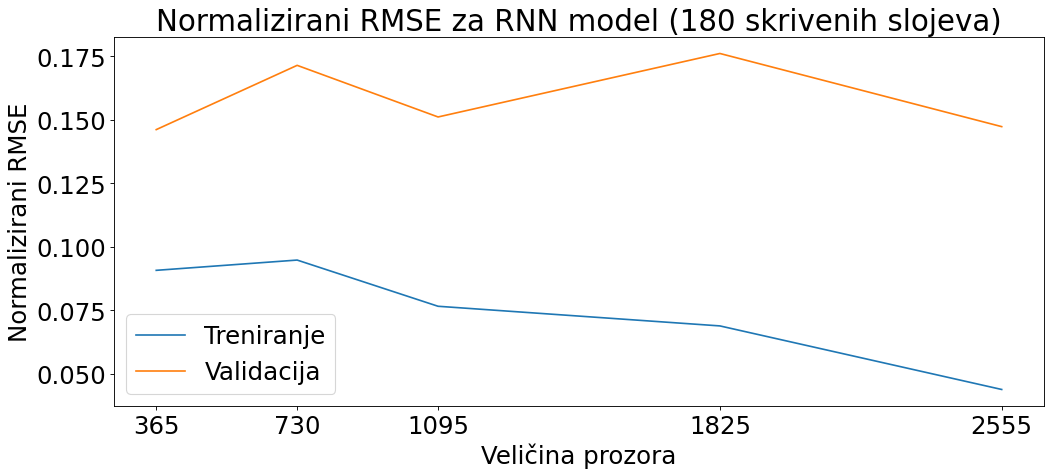 Normalizirani RMSE za RNN model (180 skrivenih slojeva)
Normalizirani RMSE
0.175
0.150
0.125
0.100
0.075
0.050
Treniranje
Validacija
365 730 1095 1825 2555
Veličina prozora